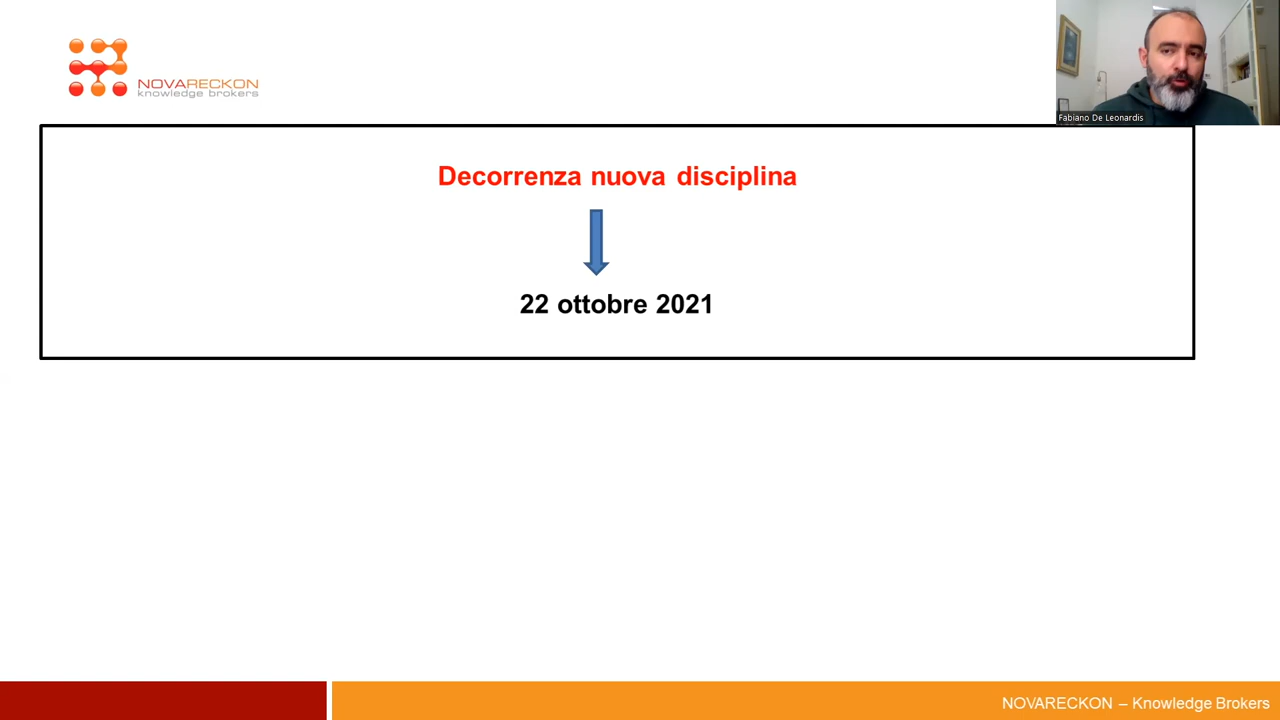 NOVARECKON
knowledge brokers
Fabiano De Leonardis
Decorrenza nuova disciplina
22 ottobre 2021
NOVARECKON – Knowledge Brokers